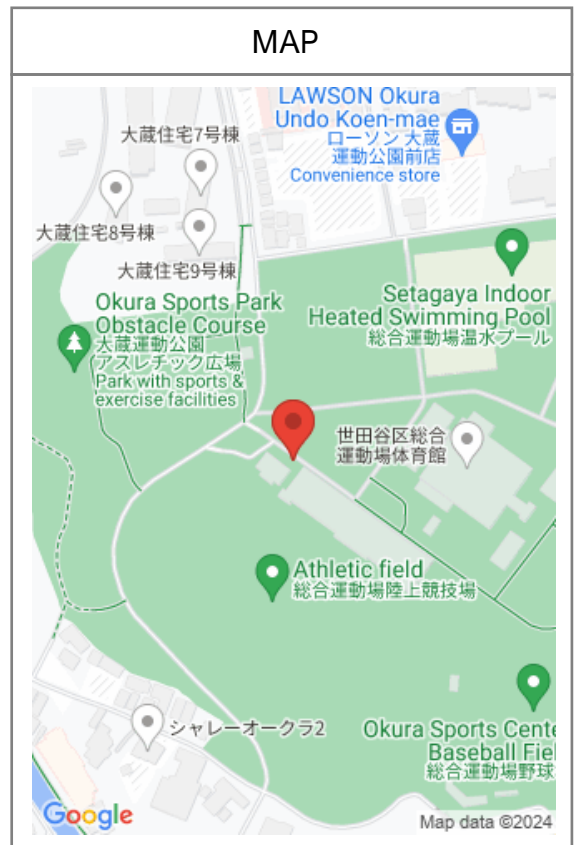 MAP
LAWSON Okura
Undo Koen-mae
ローソン 大蔵
運動公園前店
Convenience store
大蔵住宅7号棟
大蔵住宅8号棟
大蔵住宅9号棟
Setagaya Indoor
Heated Swimming Pool
総合運動場温水プール
Okura Sports Park
Obstacle Course
大蔵運動公園
アスレチック広場
Park with sports &
exercise facilities
世田谷区総合
運動場体育館
Athletic field
総合運動場陸上競技場
シャレーオークラ2
Okura Sports Cente
Baseball Fie
総合運動場野球
Google
Map data ©2024